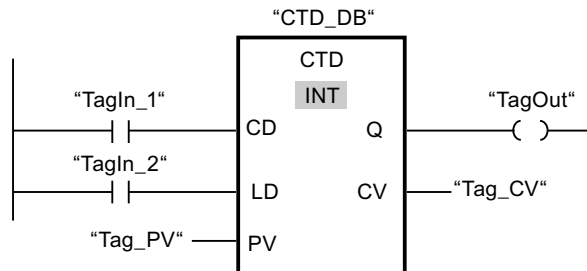 “CTD_DB“
CTD
INT
“TagIn_1“
CD
Q
“TagOut“
“TagIn_2“
LD
CV
“Tag_CV“
“Tag_PV“
PV